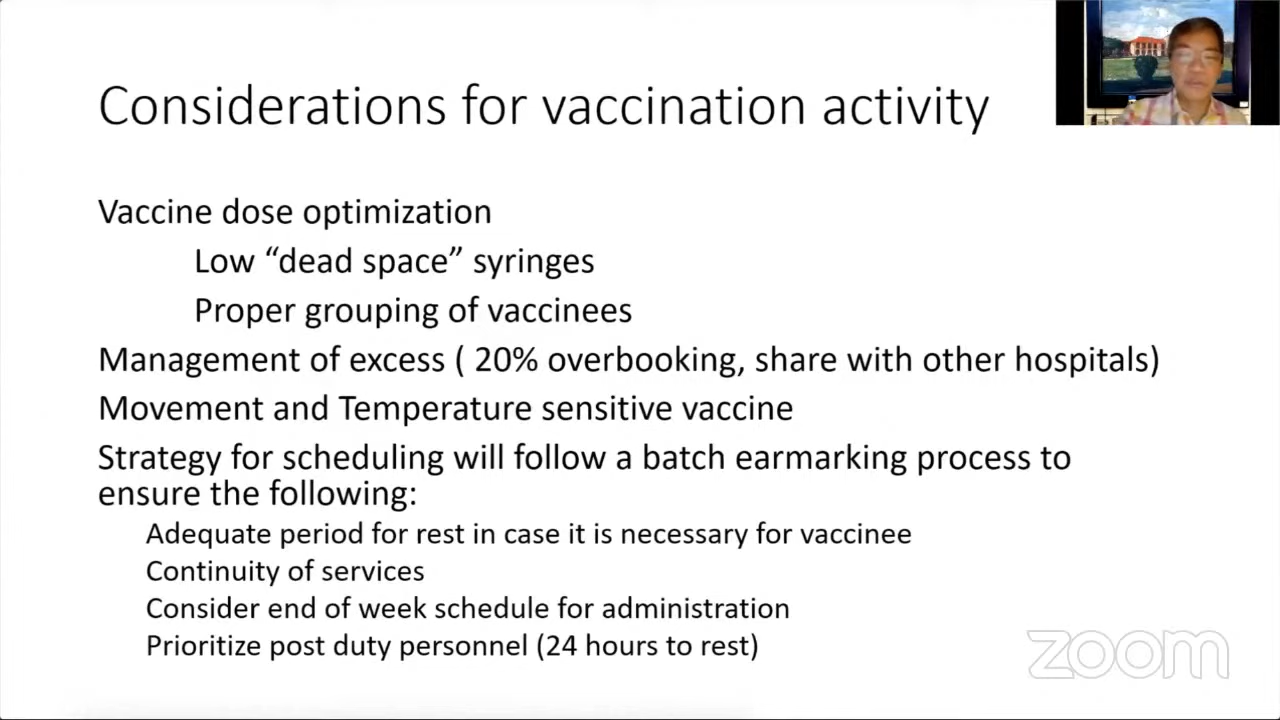 Considerations for vaccination activity
Vaccine dose optimization
Low “dead space” syringes
Proper grouping of vaccinees
Management of excess ( 20% overbooking, share with other hospitals)
Movement and Temperature sensitive vaccine
Strategy for scheduling will follow a batch earmarking process to
ensure the following:
Adequate period for rest in case it is necessary for vaccinee
Continuity of services
Consider end of week schedule for administration
Prioritize post duty personnel (24 hours to rest)
zoom